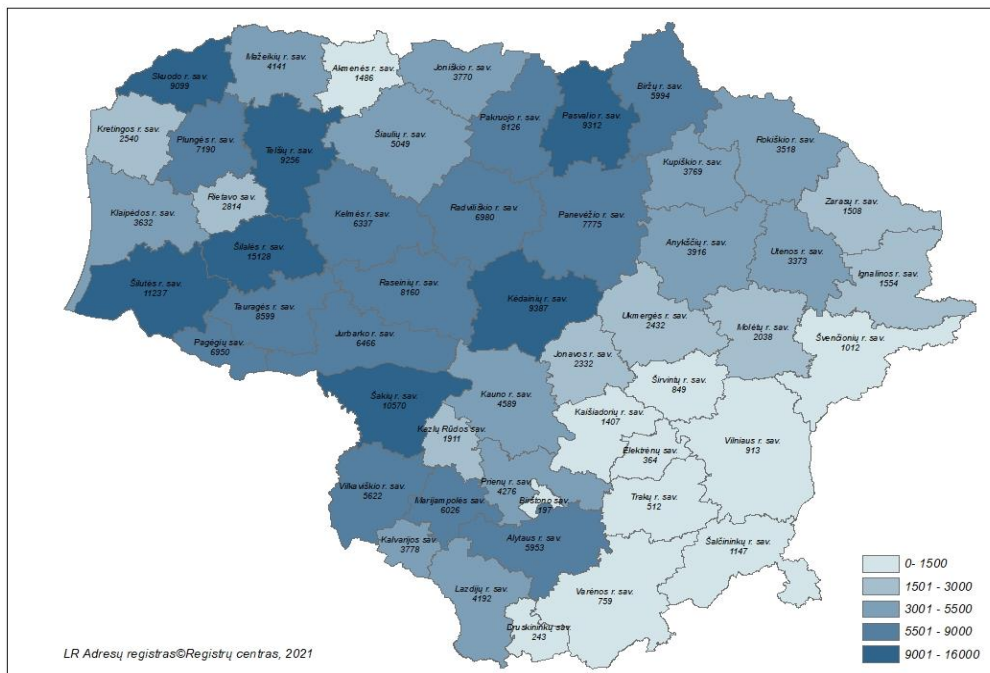 Skuodo r. sav.
9099
Mažeikių r. sav.
4141
Akmenės r. sav.
1486
Joniškio r. sav.
3770
Pakruojo r. sav.
8126
Pasvalio r. sav.
9312
Biržų r. sav.
5994
Kretingos r. sav.
2540
Plungės r. sav.
7190
Telšių r. sav.
9256
Šiaulių r. sav.
5049
Kupiškio r. sav.
3769
Rokiškio r. sav.
3518
Rietavo sav.
2814
Klaipėdos r. sav.
3632
Kelmės r. sav.
6337
Radviliškio r. sav.
6980
Panevėžio r. sav.
7775
Zarasų r. sav.
1508
Anykščių r. sav.
3916
Utenos r. sav.
3373
Ignalinos r. sav.
1554
Šilalės r. sav.
15128
Šilutės r. sav.
11237
Tauragės r. sav.
8599
Raseinių r. sav.
8160
Kėdainių r. sav.
9387
Ukmergės r. sav.
2432
Molėtų r. sav.
2038
Švenčionių r. sav.
1012
Pagėgių sav.
6950
Jurbarko r. sav.
6466
Jonavos r. sav.
2332
Širvintų r. sav.
849
Šakių r. sav.
10570
Kauno r. sav.
4589
Kaišiadorių r. sav.
1407
Kazlų Rūdos sav.
1911
Elektrėnų sav.
364
Vilniaus r. sav.
913
Vilkaviškio r. sav.
5622
Marijampolės sav.
6026
Prienų r. sav.
4276
Birštono sav.
197
Trakų r. sav.
512
Kalvarijos sav.
3778
Alytaus r. sav.
5953
Šalčininkų r. sav.
1147
Lazdijų r. sav.
4192
Varėnos r. sav.
759
Druskininkų sav.
243
0- 1500
1501 - 3000
3001 - 5500
5501 - 9000
9001 - 16000
LR Adresų registras©Registrų centras, 2021